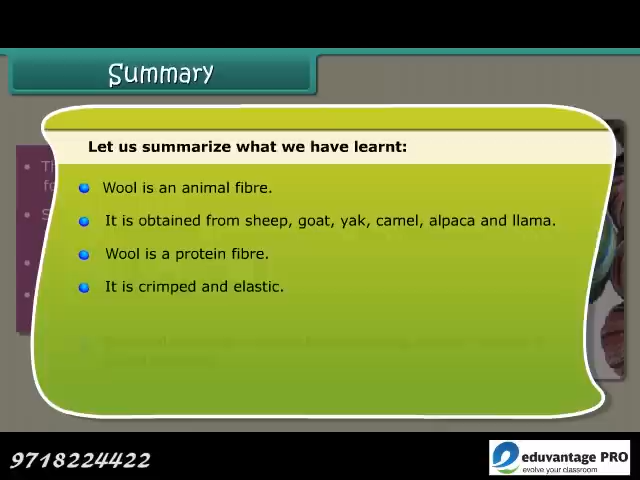 Summary
Let us summarize what we have learnt:
Wool is an animal fibre.
It is obtained from sheep, goat, yak, camel, alpaca and llama.
Wool is a protein fibre.
It is crimped and elastic.
9718224422
eduvantage PRO
evolve your classroom